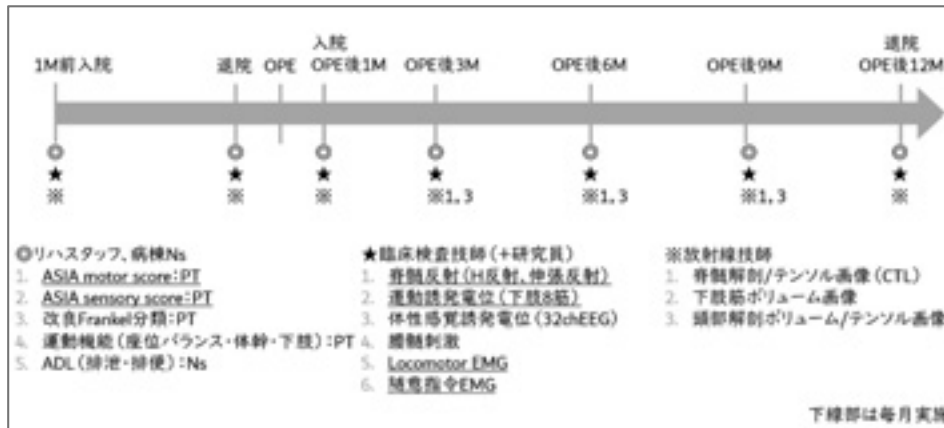 入院
退院
1M前入院
退院
OPE
OPE後1M
OPE後3M
OPE後6M
OPE後9M
OPE後12M
◎ ◎ ◎ ◎ ◎ ◎ ◎
★ ★ ★ ★ ★ ★ ★
※ ※ ※ ※1, 3 ※1, 3 ※1, 3 ※
◎リハスタッフ、病棟Ns
1. ASIA motor score:PT
2. ASIA sensory score:PT
3. 改良Frankel分類:PT
4. 運動機能(座位バランス・体幹・下肢):PT
5. ADL(排泄・排便):Ns
★臨床検査技師(+研究員)
1. 脊髄反射(H反射、伸張反射)
2. 運動誘発電位(下肢8筋)
3. 体性感覚誘発電位(32chEEG)
4. 腰髄刺激
5. Locomotor EMG
6. 随意指令EMG
※放射線技師
1. 脊髄解剖/テンソル画像(CTL)
2. 下肢筋ボリューム画像
3. 頭部解剖ボリューム/テンソル画像
下線部は毎月実施